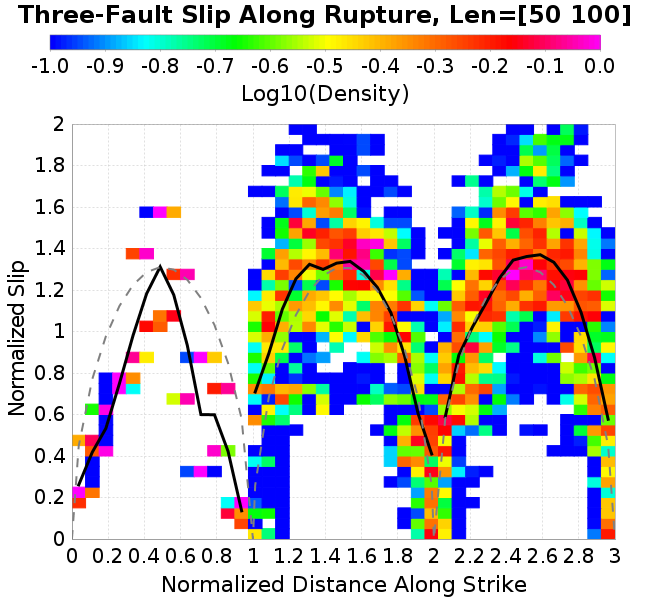 Three-Fault Slip Along Rupture, Len=[50 100]
-1.0 -0.9 -0.8 -0.7 -0.6 -0.5 -0.4 -0.3 -0.2 -0.1 0.0
Log10(Density)
2
1.8
1.6
1.4
1.2
1
0.8
0.6
0.4
0.2
0
Normalized Slip
0 0.2 0.4 0.6 0.8 1 1.2 1.4 1.6 1.8 2 2.2 2.4 2.6 2.8 3
Normalized Distance Along Strike